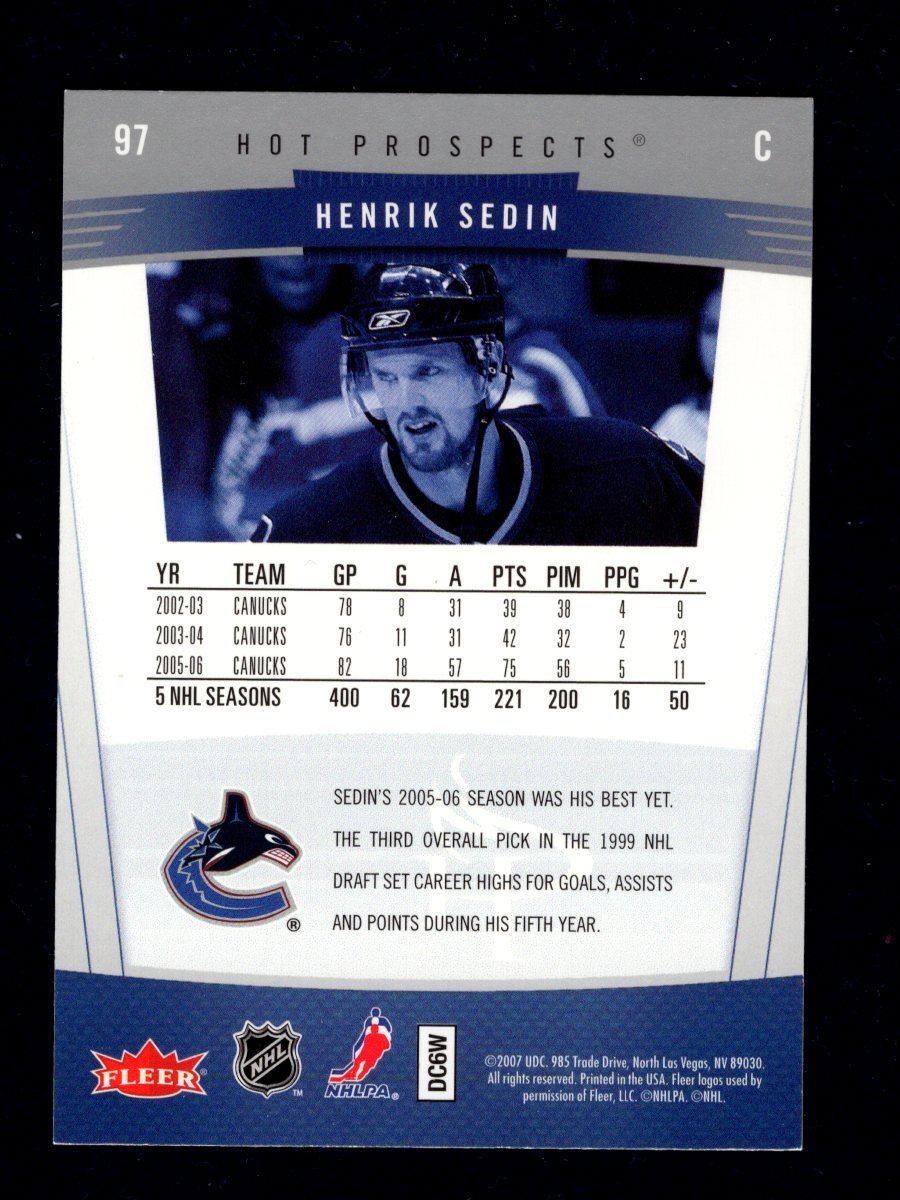 97 HOT PROSPECTS® C
HENRIK SEDIN
YR TEAM GP G A PTS PIM PPG +/-
2002-03 CANUCKS 78 8 31 39 38 4 9
2003-04 CANUCKS 76 11 31 42 32 2 23
2005-06 CANUCKS 82 18 57 75 56 5 11
5 NHL SEASONS 400 62 159 221 200 16 50
SEDIN'S 2005-06 SEASON WAS HIS BEST YET.
THE THIRD OVERALL PICK IN THE 1999 NHL
DRAFT SET CAREER HIGHS FOR GOALS, ASSISTS
AND POINTS DURING HIS FIFTH YEAR.
®
FLEER®
NHL ™
NHLPA®
DC6W
©2007 UDC. 985 Trade Drive, North Las Vegas, NV 89030.
All rights reserved. Printed in the USA. Fleer logos used by
permission of Fleer, LLC. ©NHLPA. ©NHL.